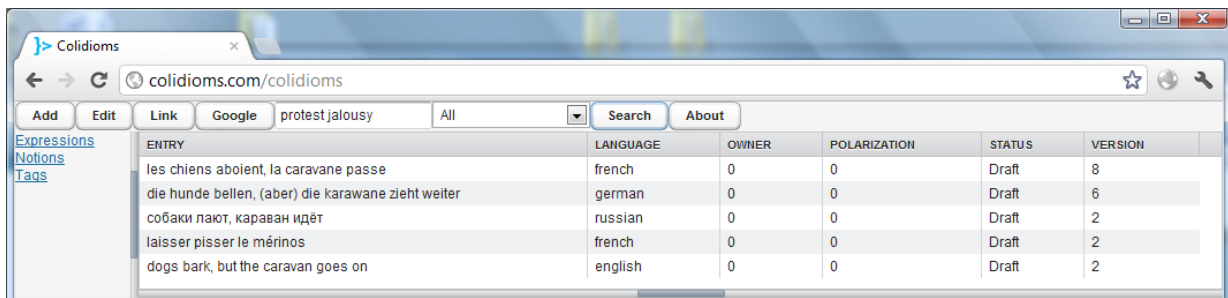 }> Colidioms
colidioms.com/colidioms
Add Edit Link Google protest jalousy All Search About
Expressions
Notions
Tags
ENTRY LANGUAGE OWNER POLARIZATION STATUS VERSION
les chiens aboient, la caravane passe french 0 0 Draft 8
die hunde bellen, (aber) die karawane zieht weiter german 0 0 Draft 6
собаки лают, караван идёт russian 0 0 Draft 2
laisser pisser le mérinos french 0 0 Draft 2
dogs bark, but the caravan goes on english 0 0 Draft 2